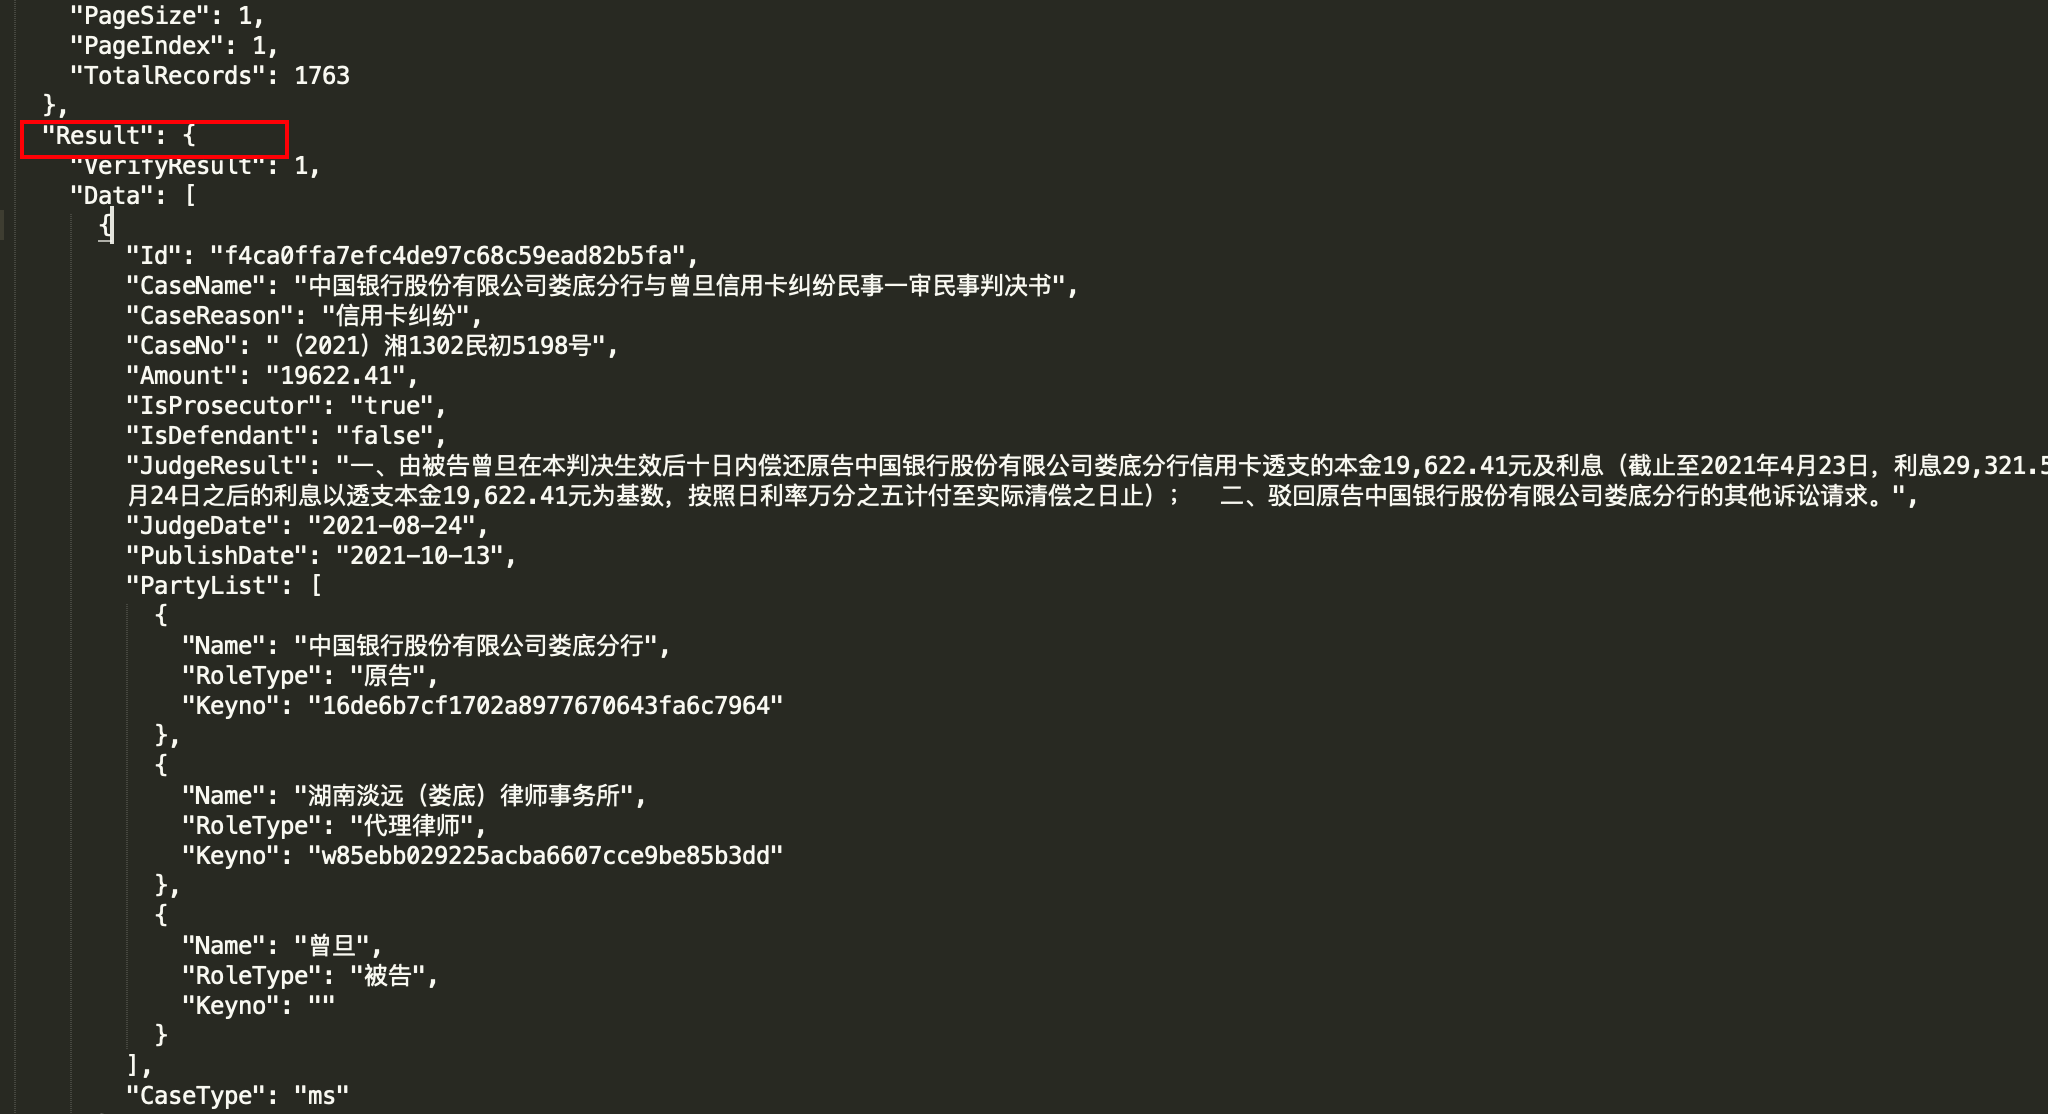 "PageSize": 1,
"PageIndex": 1,
"TotalRecords": 1763
},
"Result": {
"VerifyResult": 1,
"Data": [
{
"Id": "f4ca0ffa7efc4de97c68c59ead82b5fa",
"CaseName": "中国银行股份有限公司娄底分行与曾旦信用卡纠纷民事一审民事判决书",
"CaseReason": "信用卡纠纷",
"CaseNo": "（2021）湘1302民初5198号",
"Amount": "19622.41",
"IsProsecutor": "true",
"IsDefendant": "false",
"JudgeResult": "一、由被告曾旦在本判决生效后十日内偿还原告中国银行股份有限公司娄底分行信用卡透支的本金19,622.41元及利息（截止至2021年4月23日，利息29,321.5
月24日之后的利息以透支本金19,622.41元为基数，按照日利率万分之五计付至实际清偿之日止）；  二、驳回原告中国银行股份有限公司娄底分行的其他诉讼请求。",
"JudgeDate": "2021-08-24",
"PublishDate": "2021-10-13",
"PartyList": [
{
"Name": "中国银行股份有限公司娄底分行",
"RoleType": "原告",
"Keyno": "16de6b7cf1702a8977670643fa6c7964"
},
{
"Name": "湖南淡远（娄底）律师事务所",
"RoleType": "代理律师",
"Keyno": "w85ebb029225acba6607cce9be85b3dd"
},
{
"Name": "曾旦",
"RoleType": "被告",
"Keyno": ""
}
],
"CaseType": "ms"